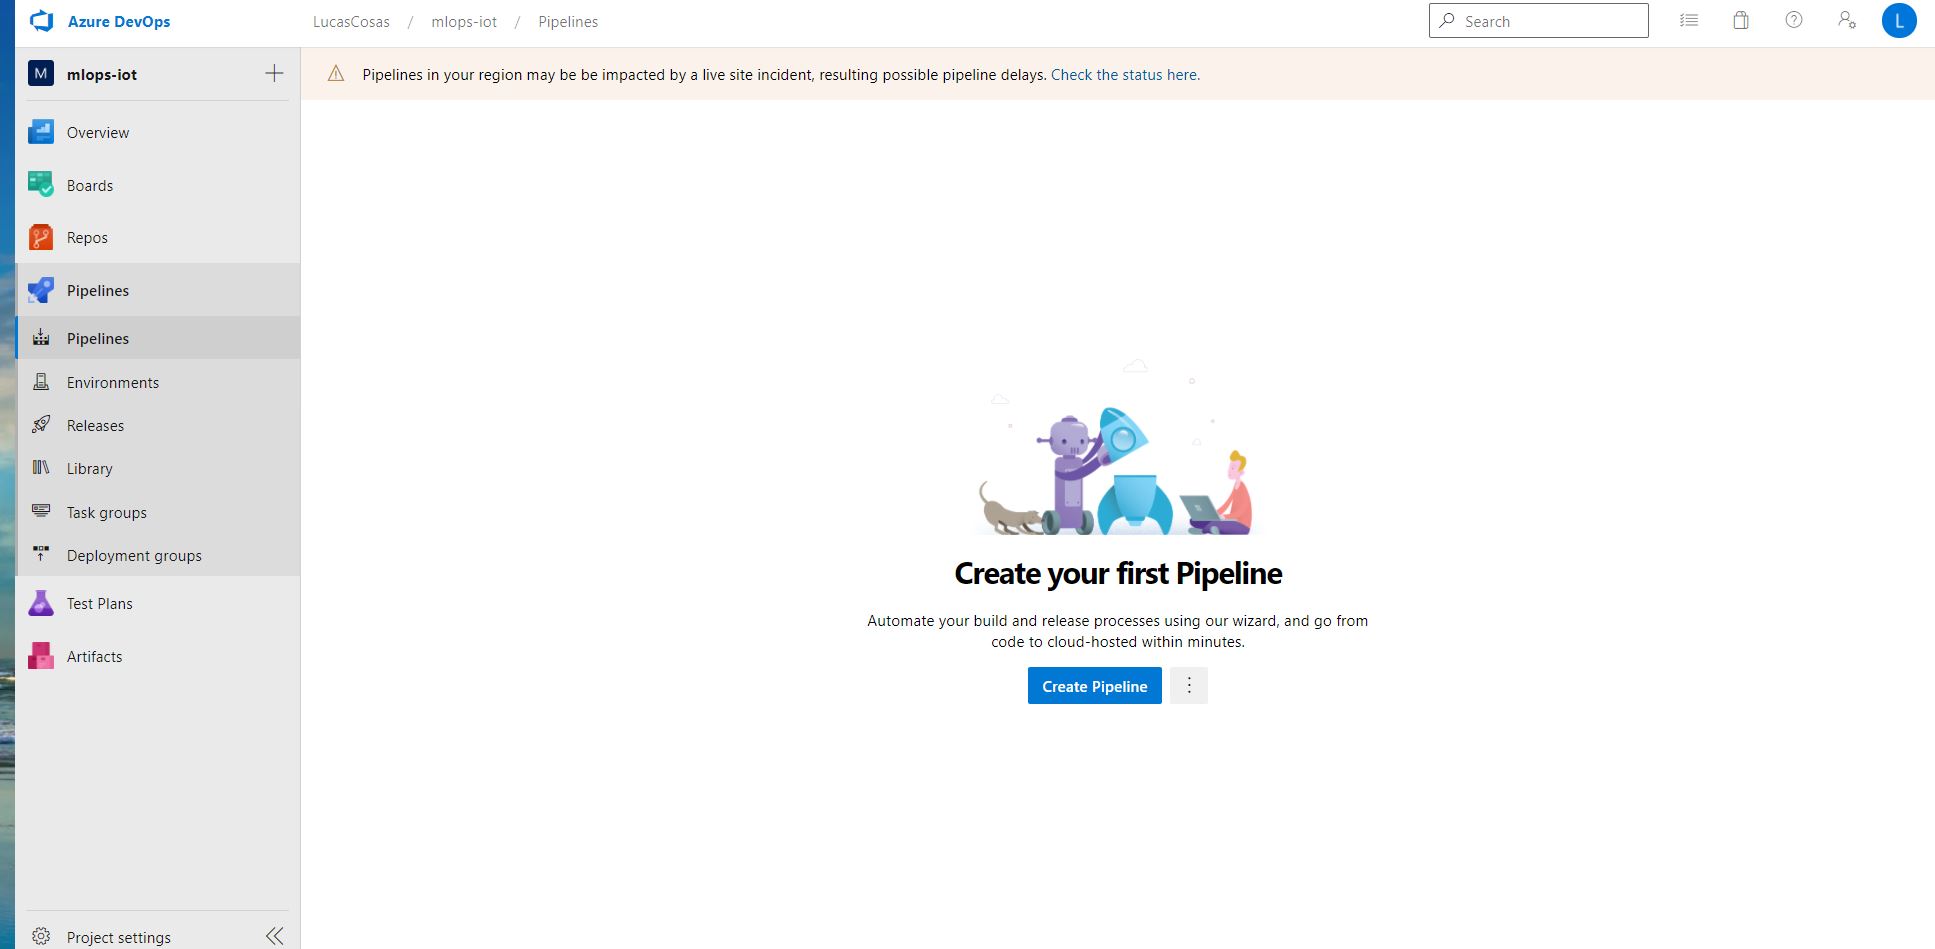 Azure DevOps
LucasCosas / mlops-iot / Pipelines
Search
L
M mlops-iot
Pipelines in your region may be be impacted by a live site incident, resulting possible pipeline delays. Check the status here.
Overview
Boards
Repos
Pipelines
Pipelines
Environments
Releases
Library
Task groups
Deployment groups
Test Plans
Artifacts
Create your first Pipeline
Automate your build and release processes using our wizard, and go from
code to cloud-hosted within minutes.
Create Pipeline
Project settings